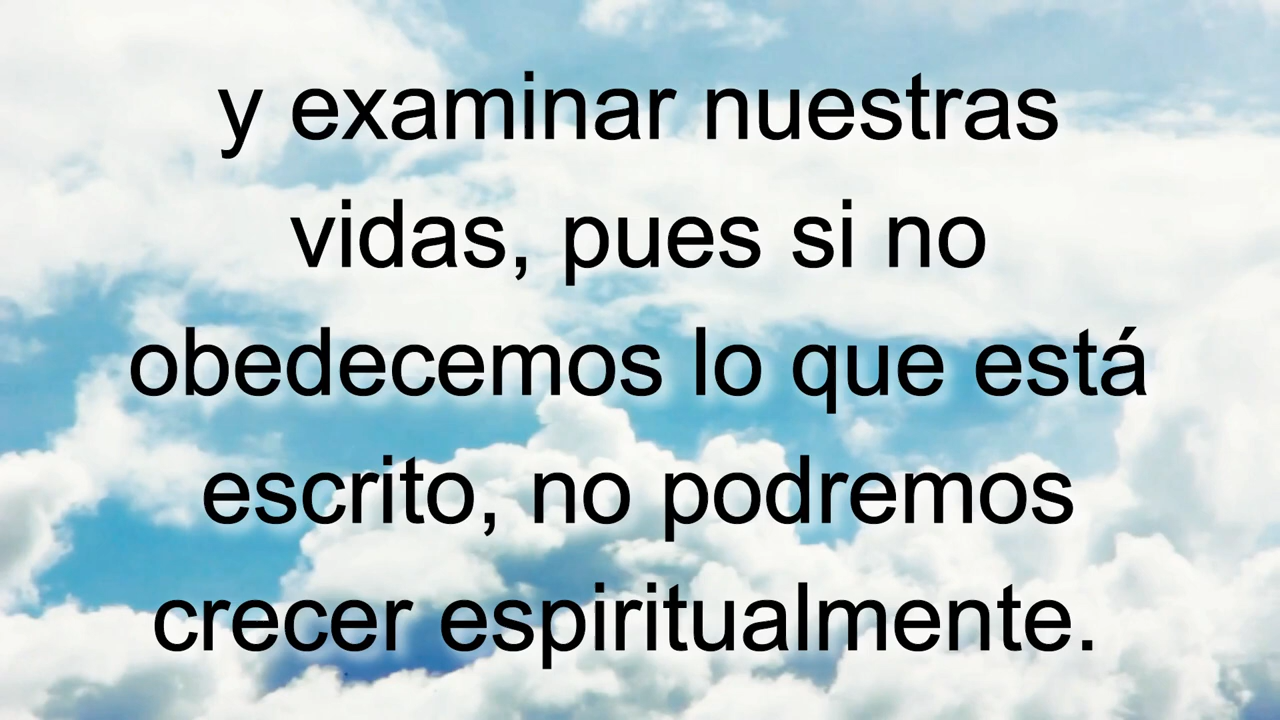 y examinar nuestras
vidas, pues si no
obedecemos lo que está
escrito, no podremos
crecer espiritualmente.